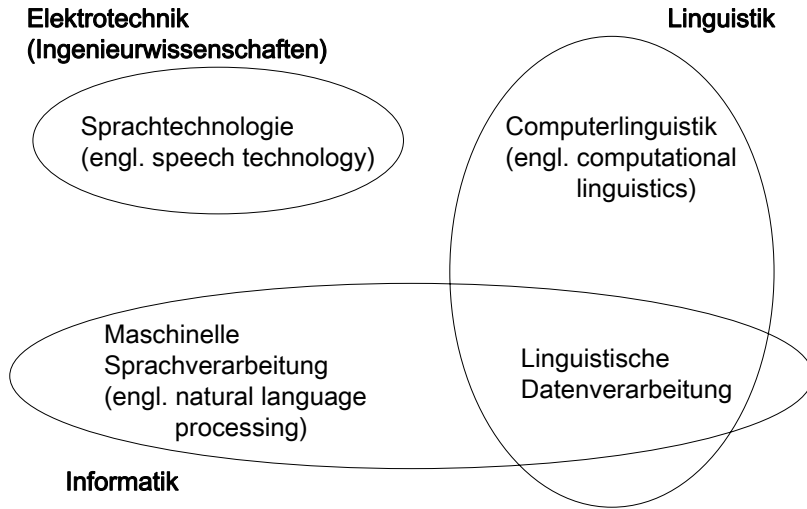 Elektrotechnik
(Ingenieurwissenschaften)
Linguistik
Sprachtechnologie
(engl. speech technology)
Computerlinguistik
(engl. computational
linguistics)
Maschinelle
Sprachverarbeitung
(engl. natural language
processing)
Linguistische
Datenverarbeitung
Informatik